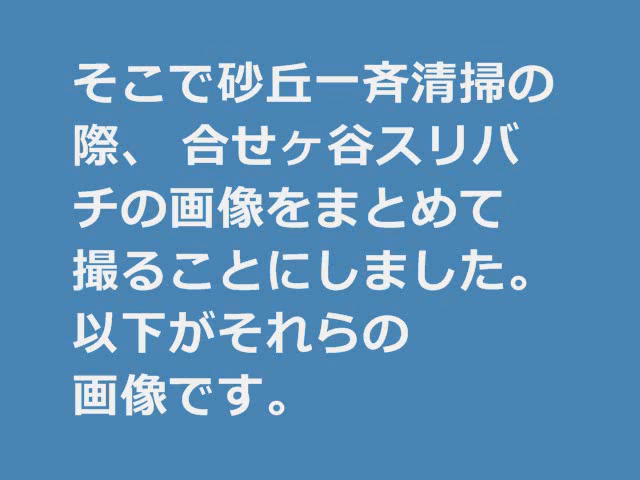 そこで砂丘一斉清掃の
際、 合せヶ谷スリバ
チの画像をまとめて
撮ることにしました。
以下がそれらの
画像です。